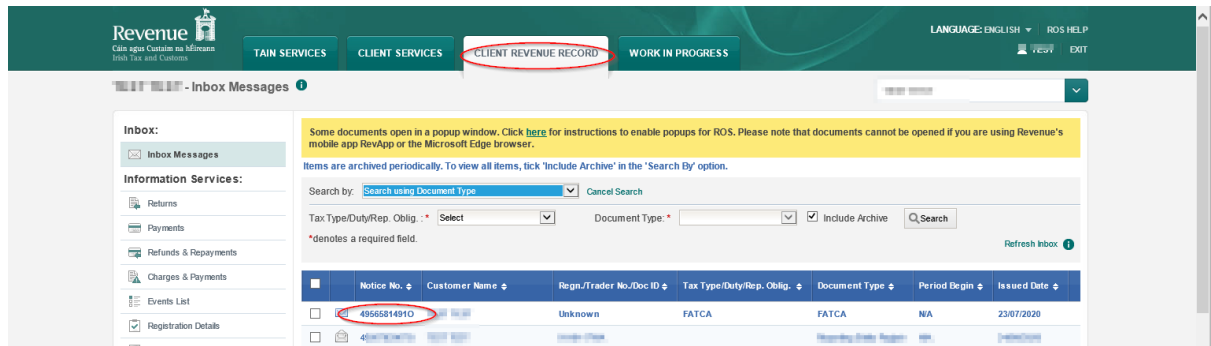 Revenue
Cáin agus Custaim na hÉireann
Irish Tax and Customs
TAIN SERVICES
CLIENT SERVICES
CLIENT REVENUE RECORD
WORK IN PROGRESS
LANGUAGE: ENGLISH
ROS HELP
EXIT
- Inbox Messages
Inbox:
Inbox Messages
Information Services:
Returns
Payments
Refunds & Repayments
Charges & Payments
Events List
Registration Details
Some documents open in a popup window. Click here for instructions to enable popups for ROS. Please note that documents cannot be opened if you are using Revenue's
mobile app RevApp or the Microsoft Edge browser.
Items are archived periodically. To view all items, tick 'Include Archive' in the 'Search By' option.
Search by: Search using Document Type Cancel Search
Tax Type/Duty/Rep. Oblig. : * Select Document Type: * Include Archive Search
*denotes a required field.
Refresh Inbox
Notice No. Customer Name Regn./Trader No./Doc ID Tax Type/Duty/Rep. Oblig. Document Type Period Begin Issued Date
4956581491O Unknown FATCA FATCA N/A 23/07/2020